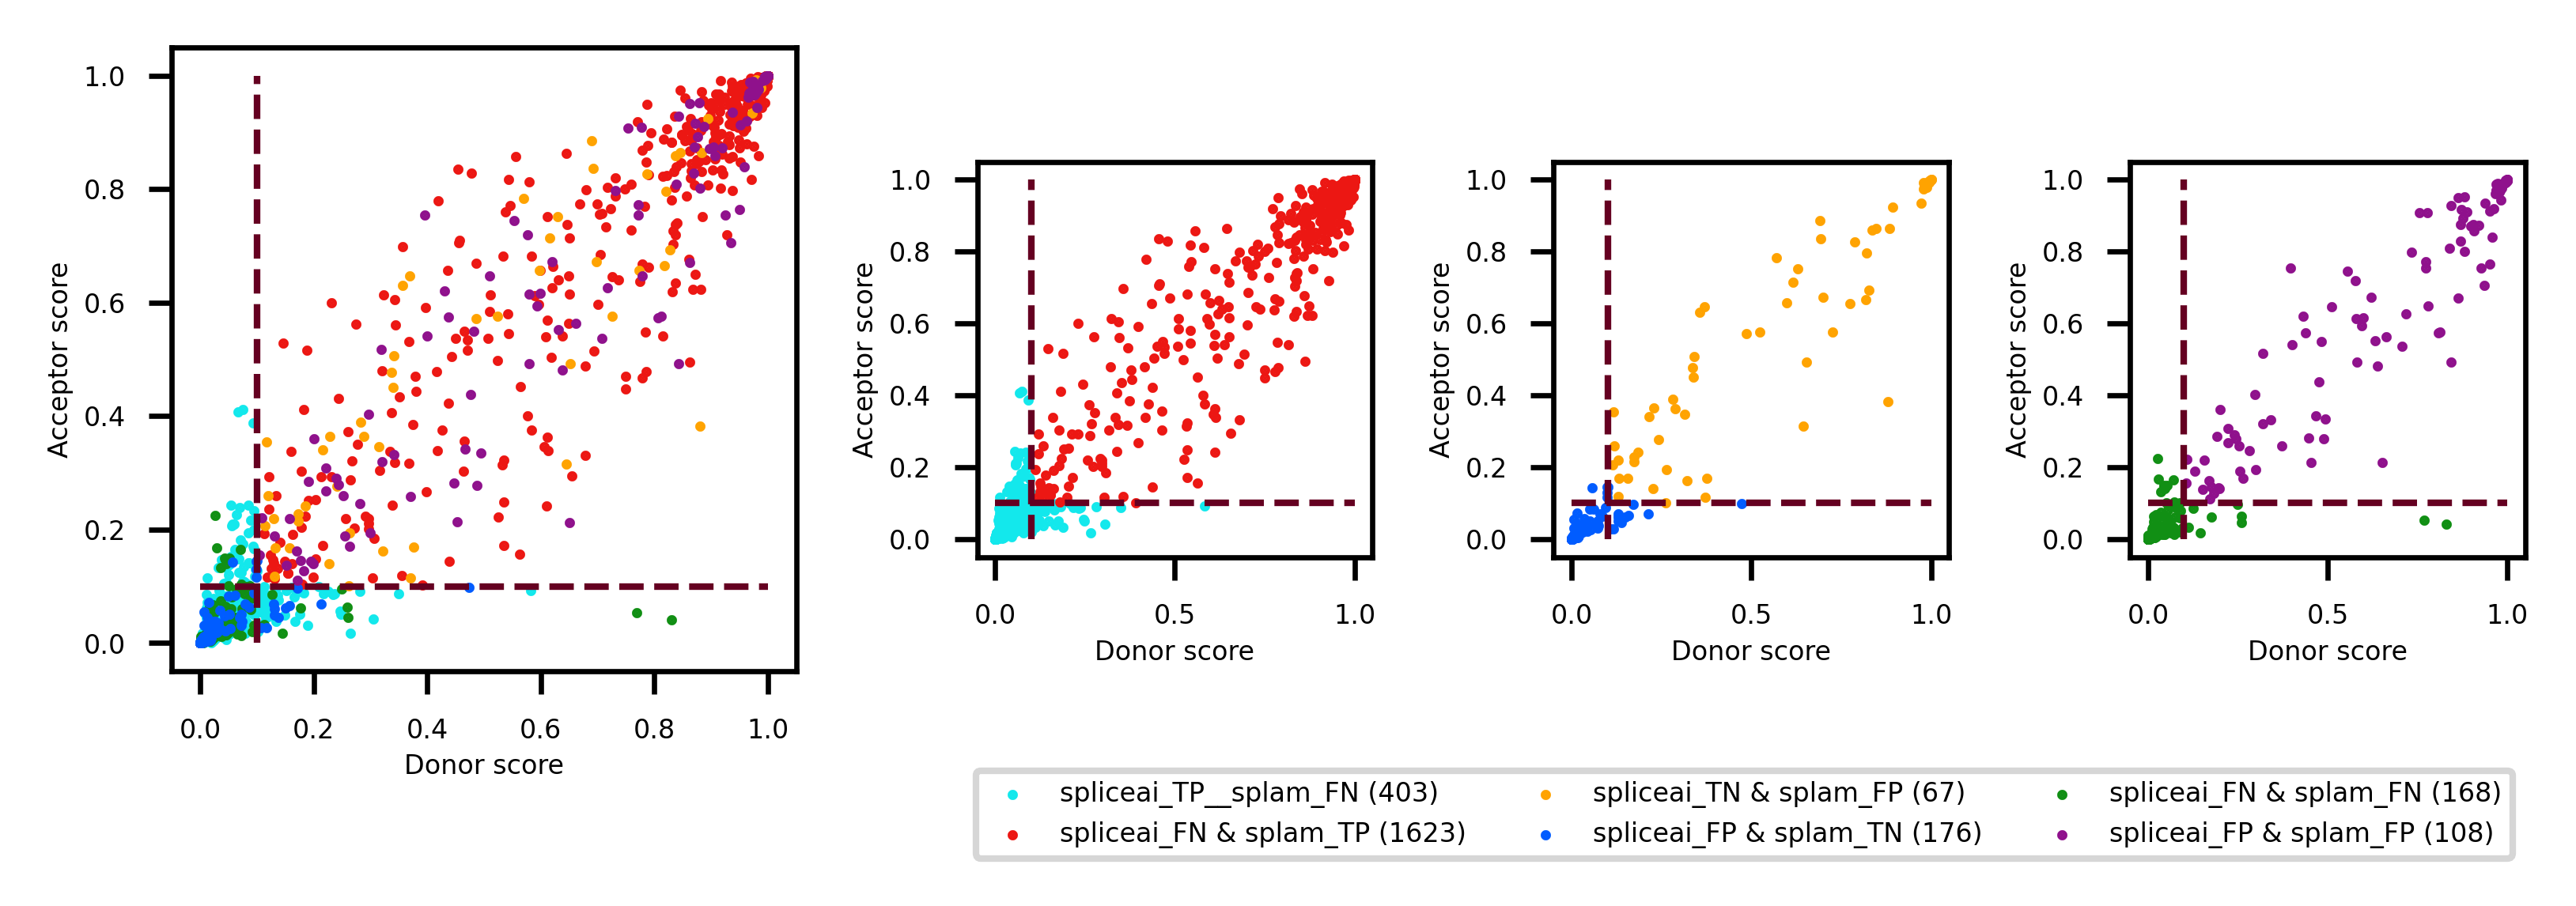 1.0
0.8
0.6
0.4
0.2
0.0
Acceptor score
0.0 0.2 0.4 0.6 0.8 1.0
Donor score
1.0
0.8
0.6
0.4
0.2
0.0
Acceptor score
0.0 0.5 1.0
Donor score
1.0
0.8
0.6
0.4
0.2
0.0
Acceptor score
0.0 0.5 1.0
Donor score
1.0
0.8
0.6
0.4
0.2
0.0
Acceptor score
0.0 0.5 1.0
Donor score
spliceai_TP__splam_FN (403)
spliceai_FN & splam_TP (1623)
spliceai_TN & splam_FP (67)
spliceai_FP & splam_TN (176)
spliceai_FN & splam_FN (168)
spliceai_FP & splam_FP (108)